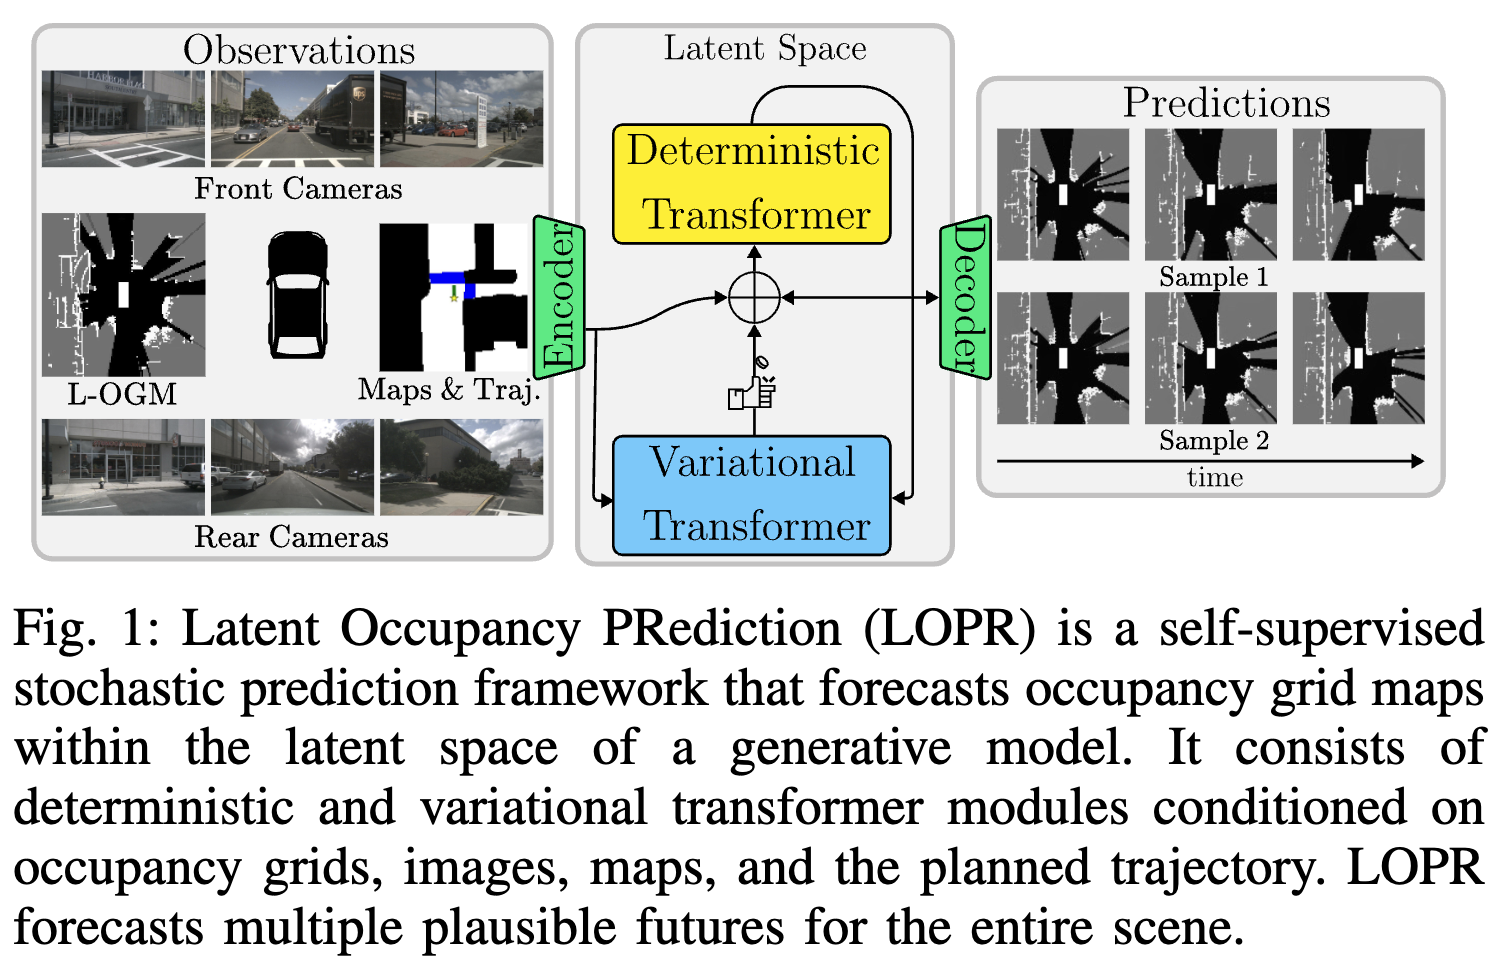 Observations
HARBOR PLAZA
ups
Front Cameras
L-OGM
Maps & Traj.
Rear Cameras
Encoder
Latent Space
Deterministic
Transformer
Variational
Transformer
Decoder
Predictions
Sample 1
Sample 2
time
Fig. 1: Latent Occupancy PRediction (LOPR) is a self-supervised
stochastic prediction framework that forecasts occupancy grid maps
within the latent space of a generative model. It consists of
deterministic and variational transformer modules conditioned on
occupancy grids, images, maps, and the planned trajectory. LOPR
forecasts multiple plausible futures for the entire scene.